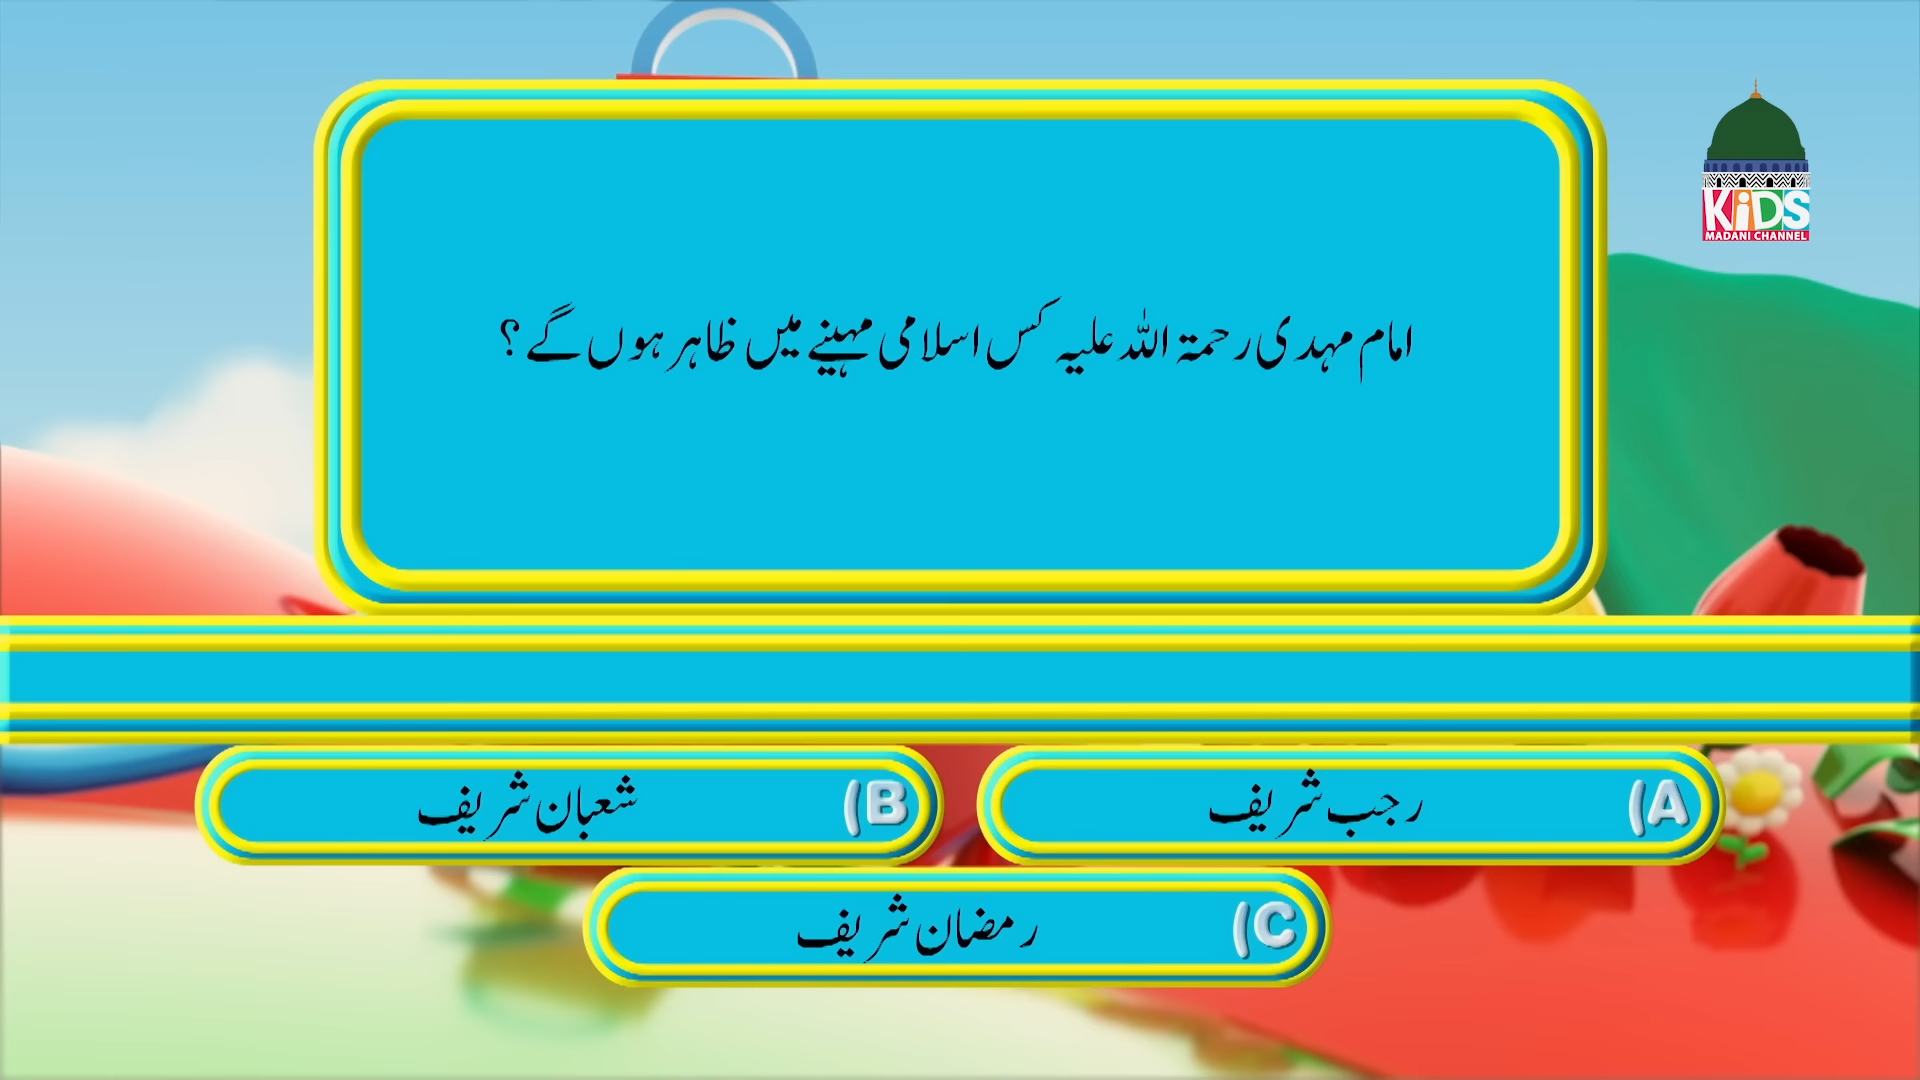 KiDS
MADANI CHANNEL
امام مہدی رحمۃ اللہ علیہ کس اسلامی مہینے میں ظاہر ہوں گے؟
A) رجب شریف
B) شعبان شریف
C) رمضان شریف